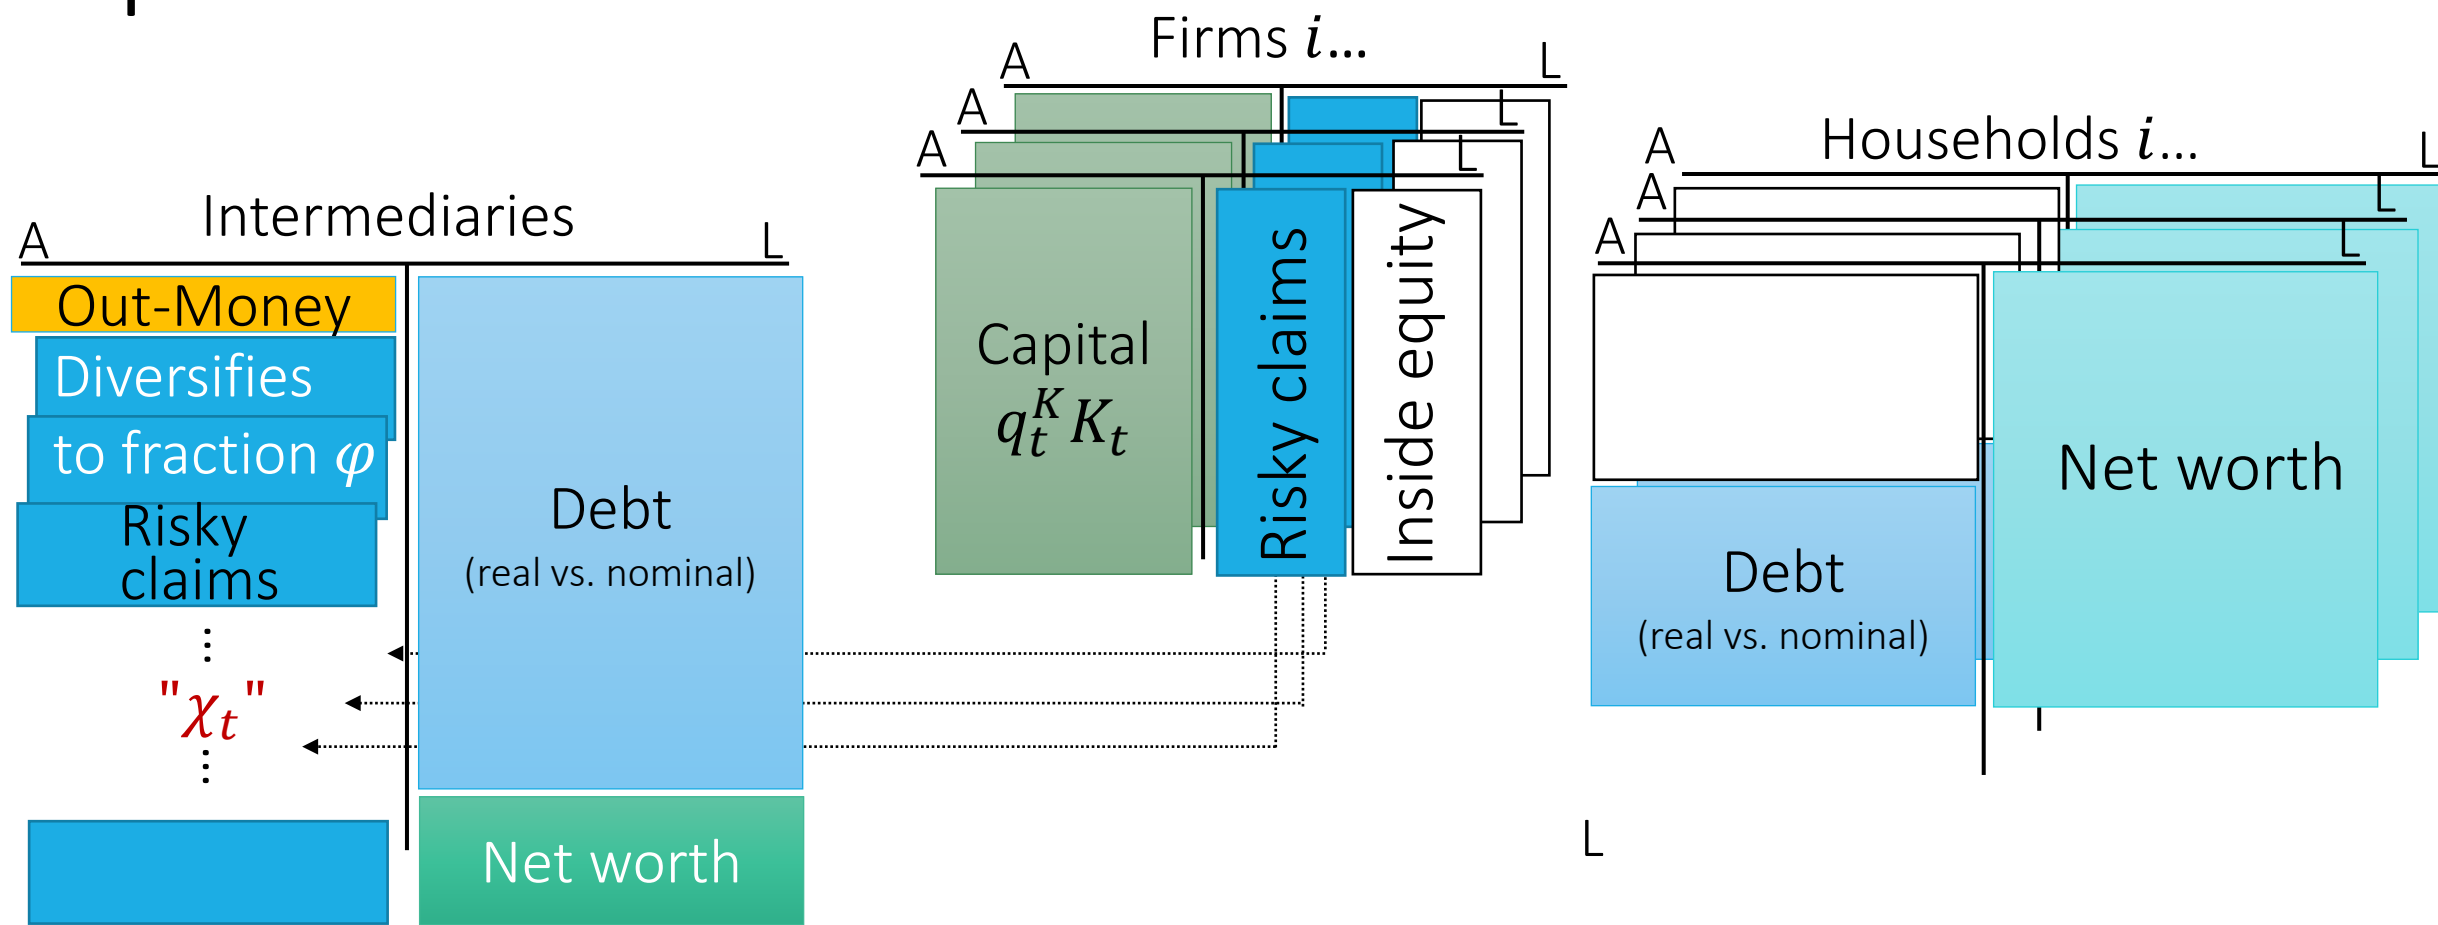 Intermediaries
A
L
Out-Money
Diversifies
to fraction φ
Risky
claims
⋮
"χ_t"
⋮
Debt
(real vs. nominal)
Net worth
Firms i...
A
L
A
L
A
L
Capital
q_t^K K_t
Risky claims
Inside equity
Households i...
A
L
A
L
A
L
Debt
(real vs. nominal)
Net worth
L